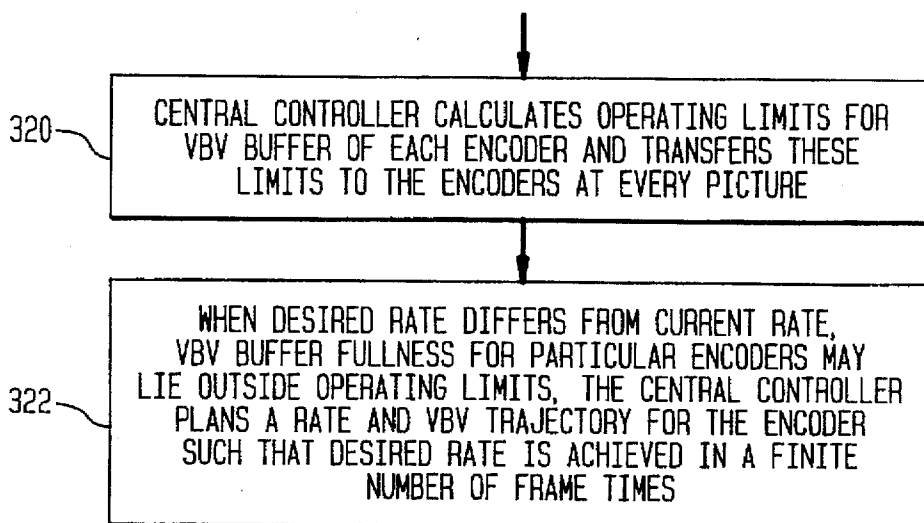 320
CENTRAL CONTROLLER CALCULATES OPERATING LIMITS FOR
VBV BUFFER OF EACH ENCODER AND TRANSFERS THESE
LIMITS TO THE ENCODERS AT EVERY PICTURE
322
WHEN DESIRED RATE DIFFERS FROM CURRENT RATE,
VBV BUFFER FULLNESS FOR PARTICULAR ENCODERS MAY
LIE OUTSIDE OPERATING LIMITS, THE CENTRAL CONTROLLER
PLANS A RATE AND VBV TRAJECTORY FOR THE ENCODER
SUCH THAT DESIRED RATE IS ACHIEVED IN A FINITE
NUMBER OF FRAME TIMES